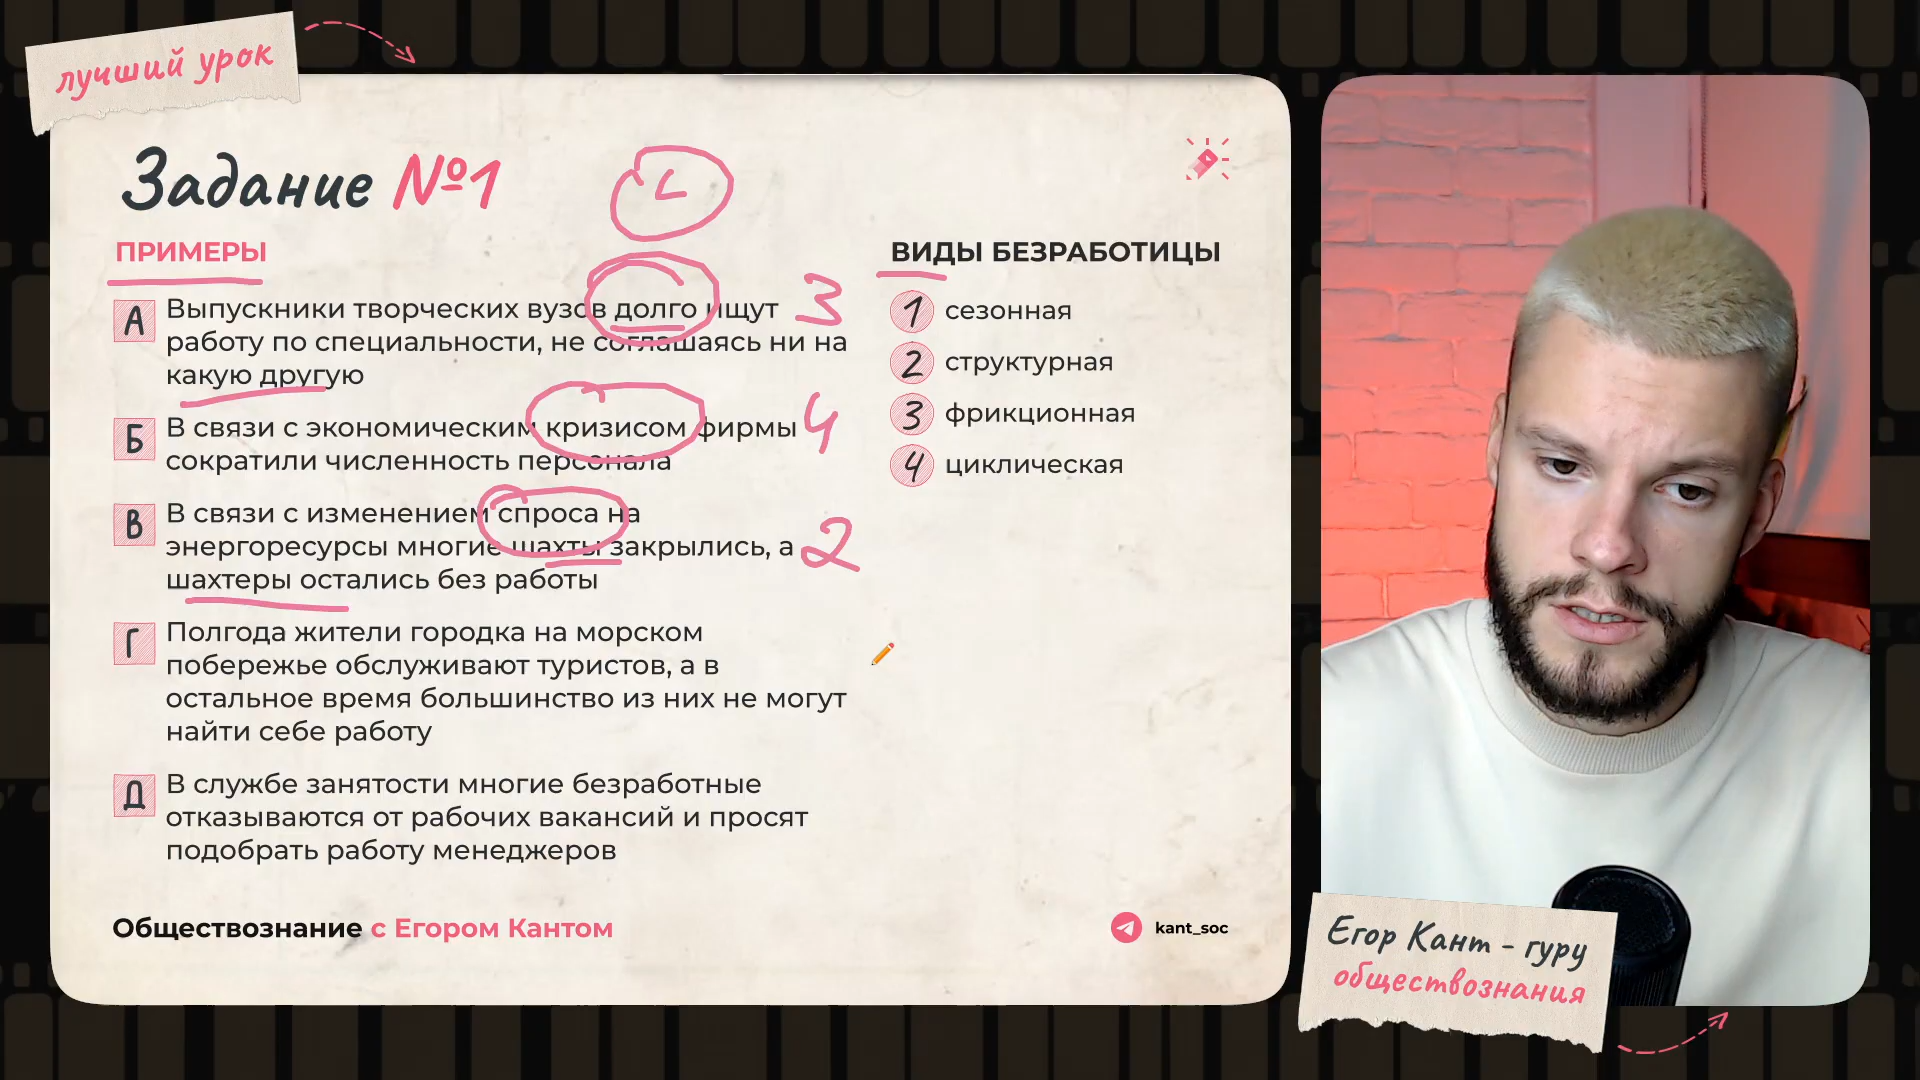 лучший урок
Задание №1
ПРИМЕРЫ
А
Выпускники творческих вузов долго ищут
работу по специальности, не соглашаясь ни на
какую другую
3
Б
В связи с экономическим кризисом фирмы
сократили численность персонала
4
В
В связи с изменением спроса на
энергоресурсы многие шахты закрылись, а
шахтеры остались без работы
2
Г
Полгода жители городка на морском
побережье обслуживают туристов, а в
остальное время большинство из них не могут
найти себе работу
Д
В службе занятости многие безработные
отказываются от рабочих вакансий и просят
подобрать работу менеджеров
ВИДЫ БЕЗРАБОТИЦЫ
1 сезонная
2 структурная
3 фрикционная
4 циклическая
Обществознание с Егором Кантом
kant_soc
Егор Кант - гуру
обществознания